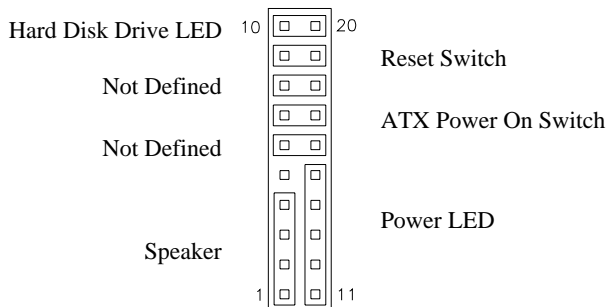 Hard Disk Drive LED
10
20
Reset Switch
Not Defined
ATX Power On Switch
Not Defined
Power LED
Speaker
1
11